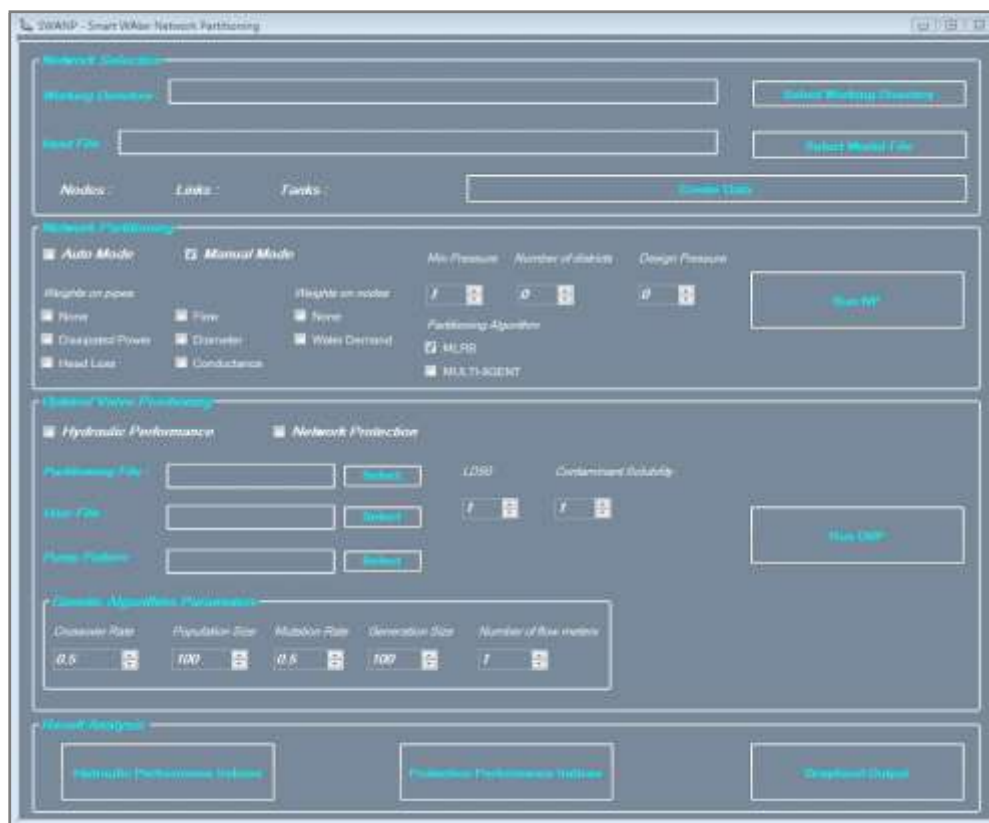 SWANP - Smart WAter Network Partitioning
Network Selection
Working Directory Select Working Directory
Input File Select Model File
Nodes : Links : Tanks : Create Data
Network Partitioning
Auto Mode Manual Mode
Min Pressure Number of districts Design Pressure
Weights on pipes Weights on nodes 1 0 0 Run NP
None Flow None
Partitioning Algorithm
Dissipated Power Diameter Water Demand MLRB
Head Loss Conductance MULTI-AGENT
Optimal Valve Positioning
Hydraulic Performance Network Protection
Partitioning File : Select LDSG Contaminant Solubility
Select 1 1
Run OVP
Pump Pattern Select
Genetic Algorithms Parameters
Crossover Rate Population Size Mutation Rate Generation Size Number of flow meters
0.5 100 0.5 100 1
Result Analysis
Hydraulic Performance Indices Protection Performance Indices Graphical Output